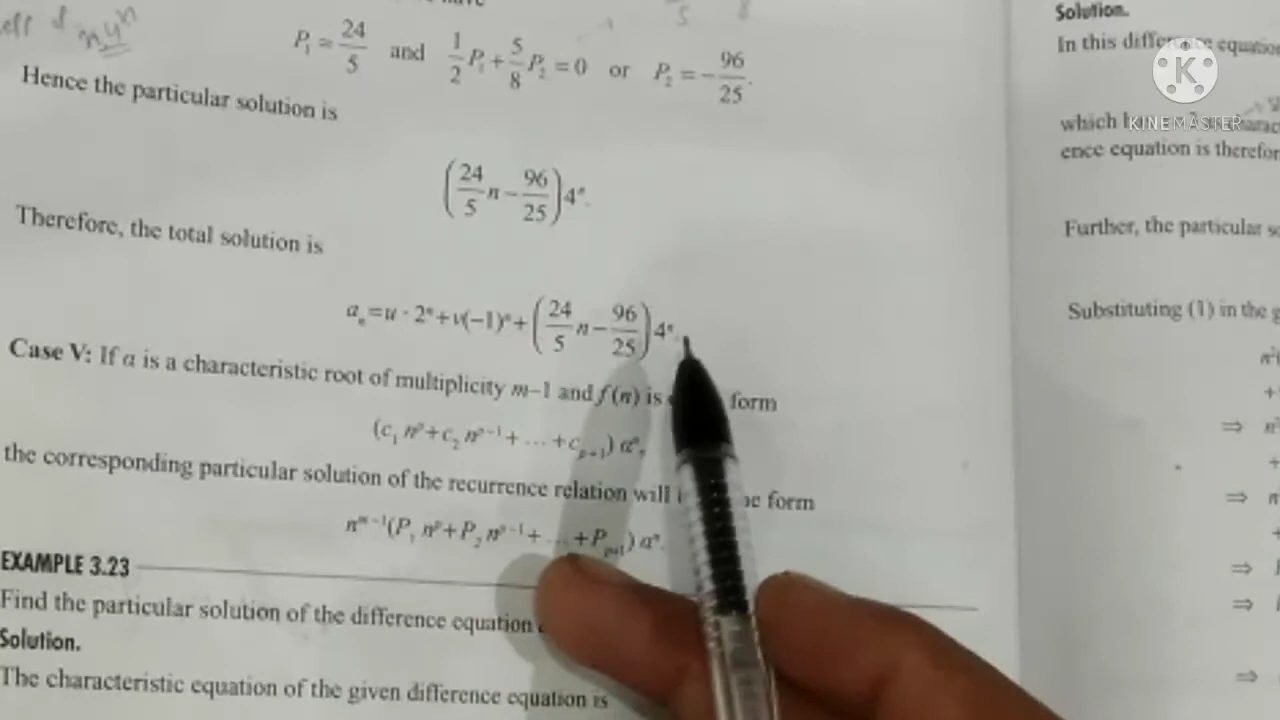 P₁ = 24/5 and 1/2 P₁ + 5/8 P₂ = 0 or P₂ = −96/25.
Hence the particular solution is
(24/5 n − 96/25) 4ⁿ.
Therefore, the total solution is
aₙ = u · 2ⁿ + v(−1)ⁿ + (24/5 n − 96/25) 4ⁿ.
Case V: If α is a characteristic root of multiplicity m−1 and f(n) is form
(c₁ nᵖ + c₂ nᵖ⁻¹ + ... + cₚ₊₁) αⁿ,
the corresponding particular solution of the recurrence relation will form
nᵐ⁻¹(P₁ nᵖ + P₂ nᵖ⁻¹ + ... + Pₚ₊₁) αⁿ.
EXAMPLE 3.23
Find the particular solution of the difference equation
Solution.
The characteristic equation of the given difference equation is
Solution.
In this difference equation
which
ence equation is
Further, the particular
Substituting (1) in the
⇒
⇒
⇒
⇒
⇒
K
KINEMASTER